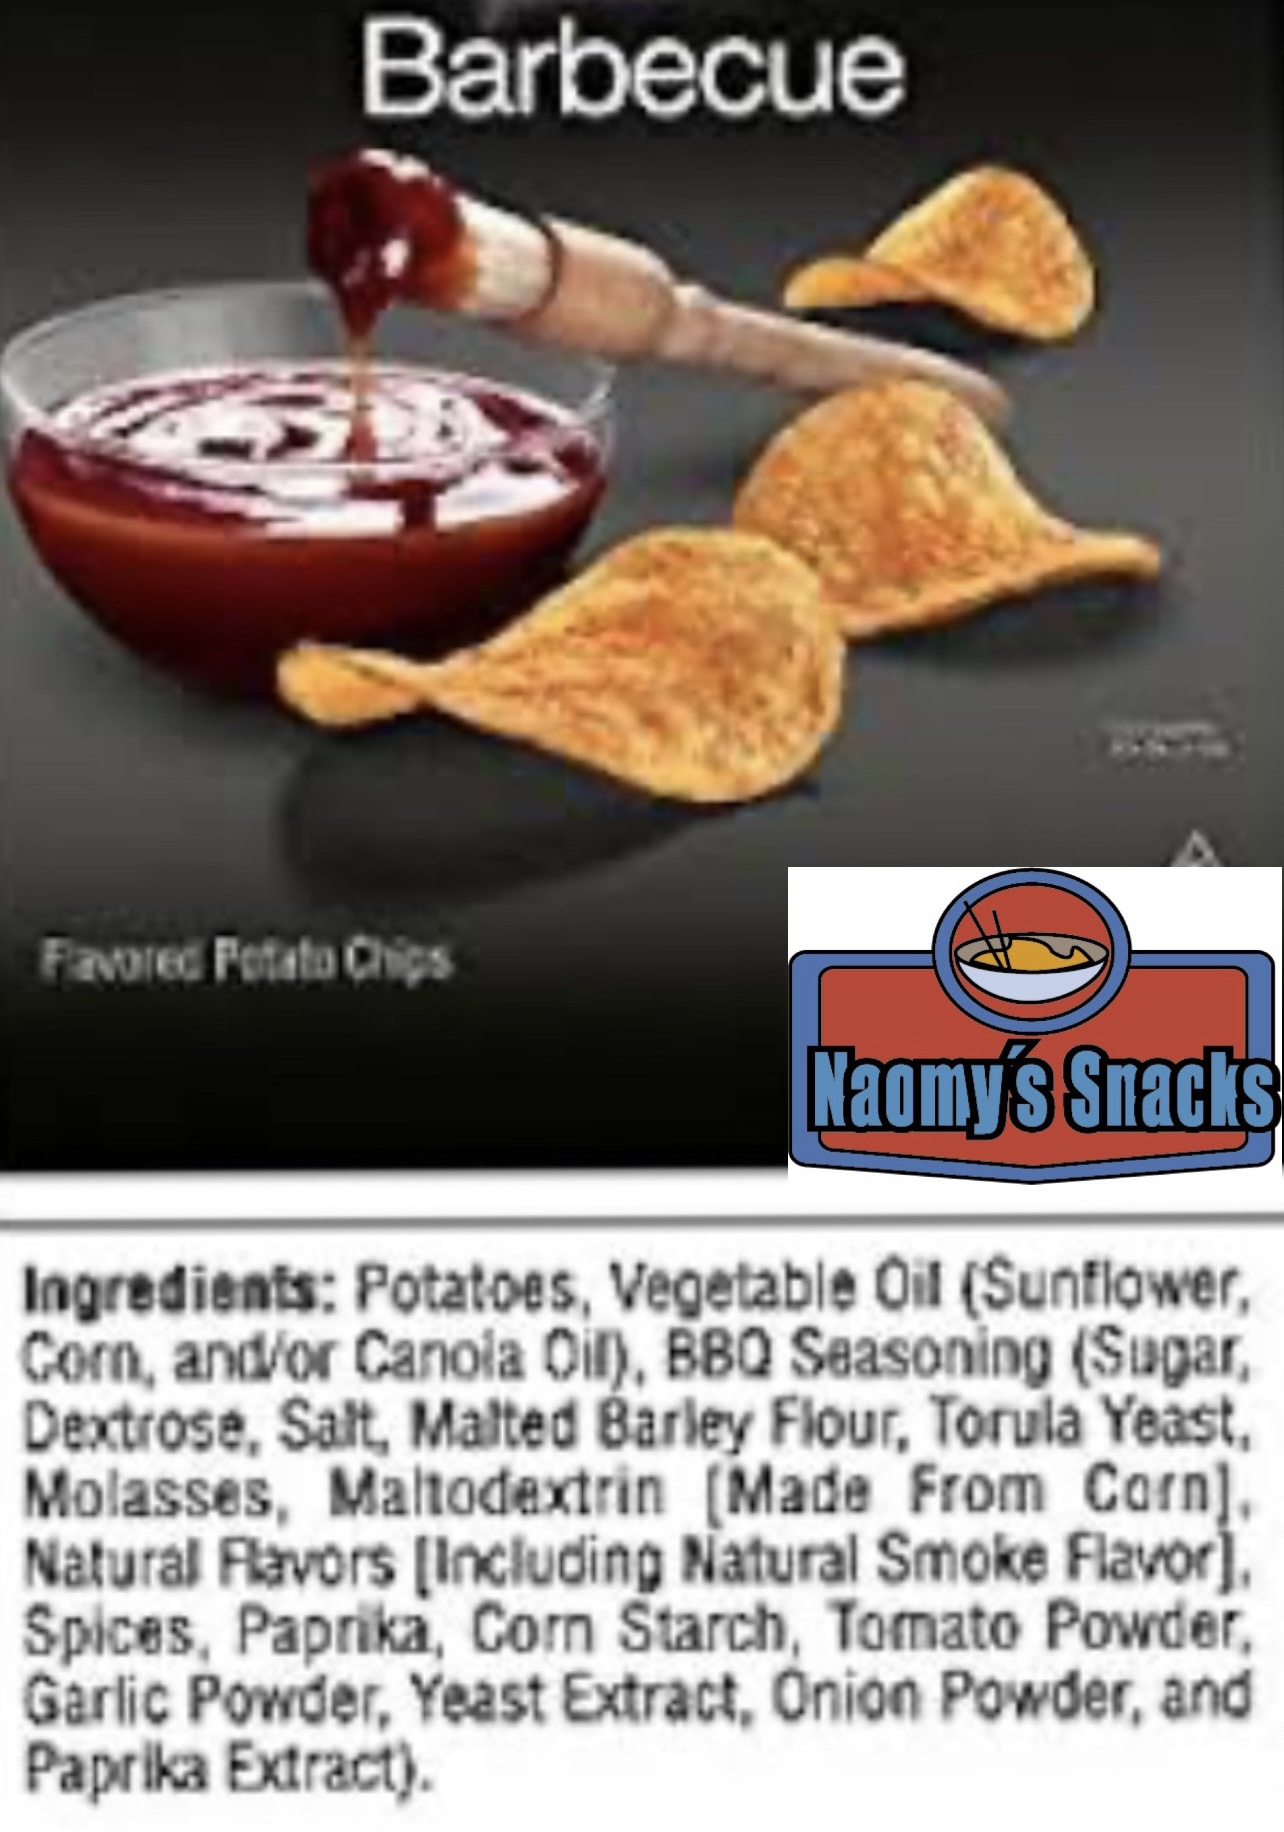 Barbecue
Flavored Potato Chips
Naomy's Snacks
Ingredients: Potatoes, Vegetable Oil (Sunflower,
Corn, and/or Canola Oil), BBQ Seasoning (Sugar,
Dextrose, Salt, Malted Barley Flour, Torula Yeast,
Molasses, Maltodextrin [Made From Corn],
Natural Flavors [Including Natural Smoke Flavor],
Spices, Paprika, Corn Starch, Tomato Powder,
Garlic Powder, Yeast Extract, Onion Powder, and
Paprika Extract).